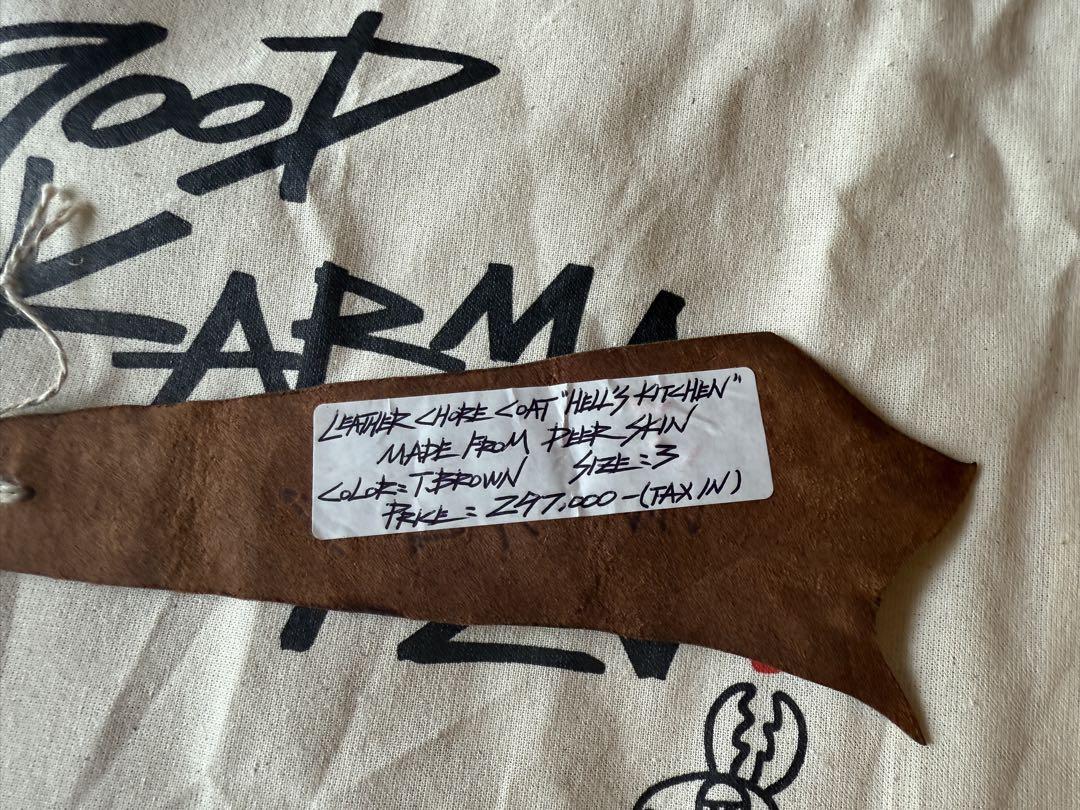 GOOD
KARMA
LEATHER CHORE COAT "HELL'S KITCHEN"
MADE FROM DEER SKIN
COLOR= T.BROWN SIZE=3
PRICE= 297,000-(TAX IN)